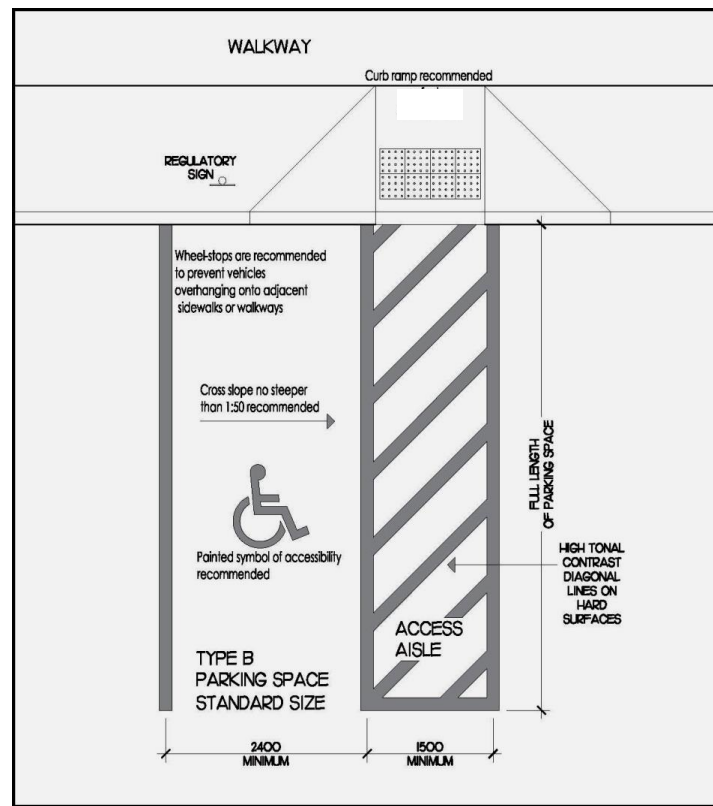 WALKWAY
Curb ramp recommended
REGULATORY
SIGN
Wheel-stops are recommended
to prevent vehicles
overhanging onto adjacent
sidewalks or walkways
Cross slope no steeper
than 1:50 recommended
Painted symbol of accessibility
recommended
FULL LENGTH
OF PARKING SPACE
HIGH TONAL
CONTRAST
DIAGONAL
LINES ON
HARD
SURFACES
ACCESS
AISLE
TYPE B
PARKING SPACE
STANDARD SIZE
2400
MINIMUM
1500
MINIMUM